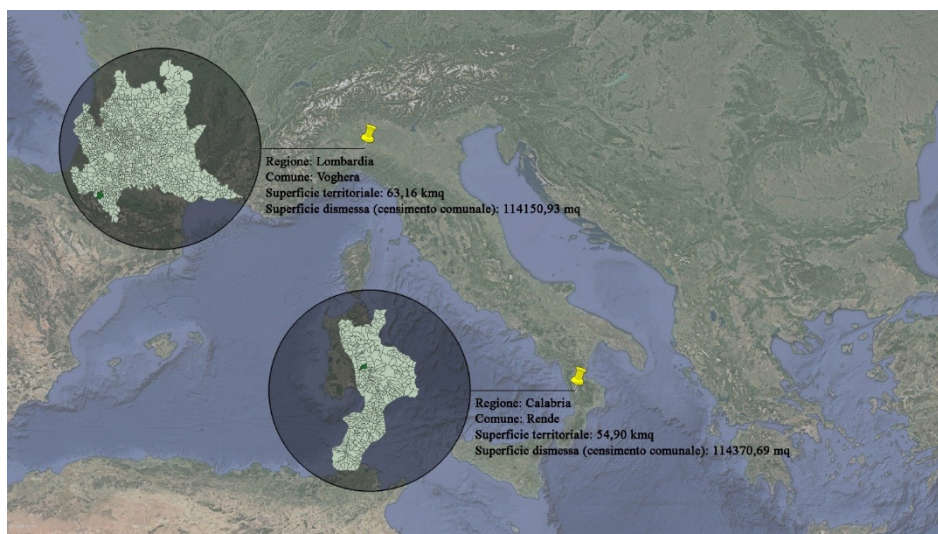 Regione: Lombardia
Comune: Voghera
Superficie territoriale: 63,16 kmq
Superficie dismessa (censimento comunale): 114150,93 mq
Regione: Calabria
Comune: Rende
Superficie territoriale: 54,90 kmq
Superficie dismessa (censimento comunale): 114370,69 mq